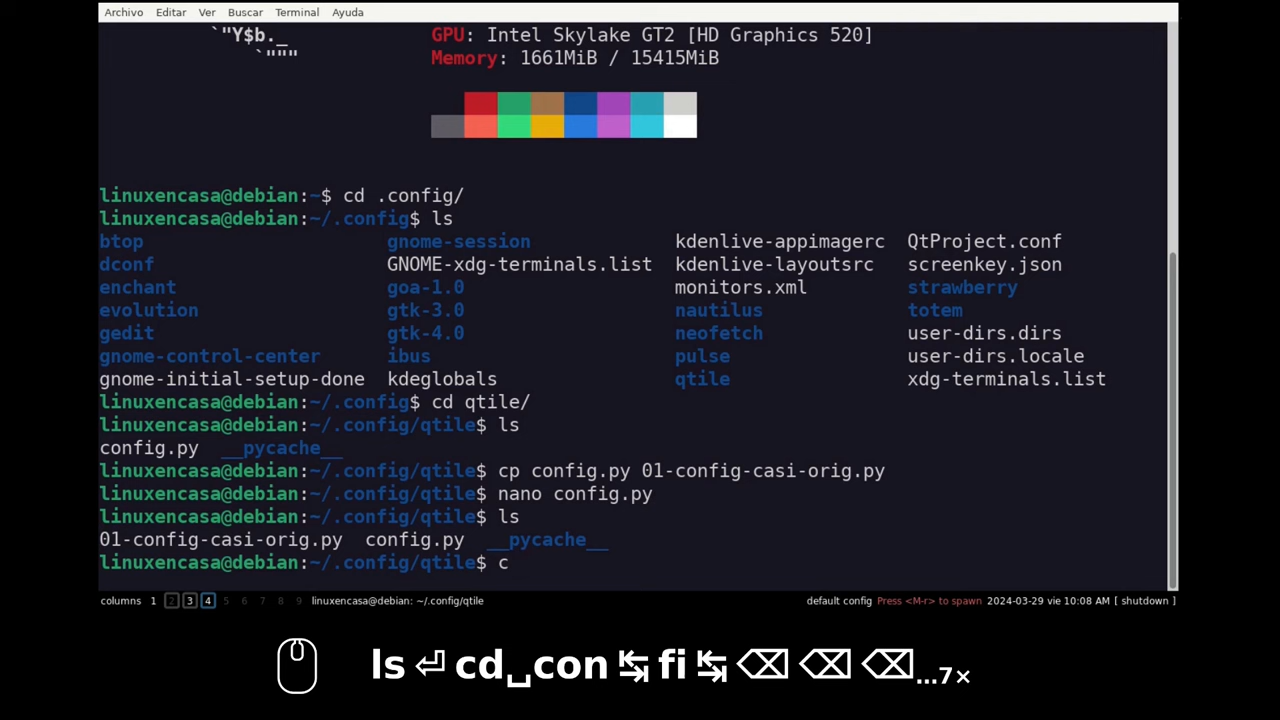 Archivo Editar Ver Buscar Terminal Ayuda
`"Y$b._ GPU: Intel Skylake GT2 [HD Graphics 520]
`""" Memory: 1661MiB / 15415MiB
linuxencasa@debian:~$ cd .config/
linuxencasa@debian:~/.config$ ls
btop gnome-session kdenlive-appimagerc QtProject.conf
dconf GNOME-xdg-terminals.list kdenlive-layoutsrc screenkey.json
enchant goa-1.0 monitors.xml strawberry
evolution gtk-3.0 nautilus totem
gedit gtk-4.0 neofetch user-dirs.dirs
gnome-control-center ibus pulse user-dirs.locale
gnome-initial-setup-done kdeglobals qtile xdg-terminals.list
linuxencasa@debian:~/.config$ cd qtile/
linuxencasa@debian:~/.config/qtile$ ls
config.py __pycache__
linuxencasa@debian:~/.config/qtile$ cp config.py 01-config-casi-orig.py
linuxencasa@debian:~/.config/qtile$ nano config.py
linuxencasa@debian:~/.config/qtile$ ls
01-config-casi-orig.py config.py __pycache__
linuxencasa@debian:~/.config/qtile$ c
columns 1 2 3 4 5 6 7 8 9 linuxencasa@debian: ~/.config/qtile default config Press <M-r> to spawn 2024-03-29 vie 10:08 AM [ shutdown ]
ls ⏎ cd␣con ↹ fi ↹ ⌫ ⌫ ⌫…7×